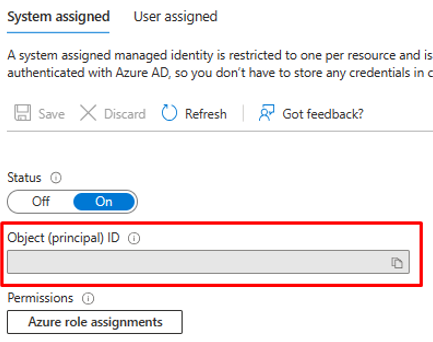 System assigned User assigned
A system assigned managed identity is restricted to one per resource and is
authenticated with Azure AD, so you don't have to store any credentials in c
Save Discard Refresh Got feedback?
Status
Off On
Object (principal) ID
Permissions
Azure role assignments